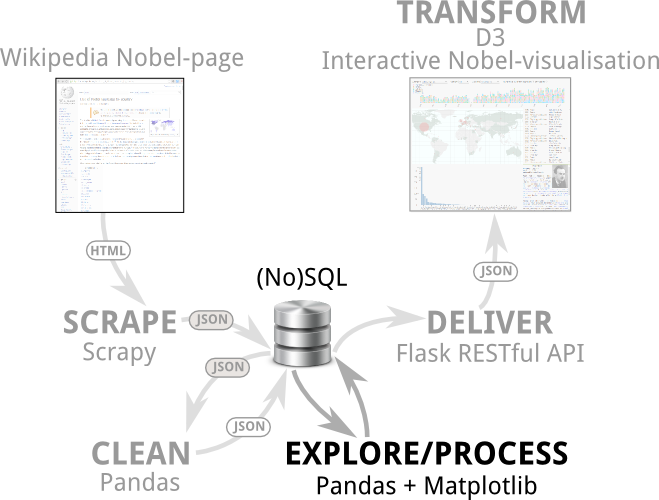 TRANSFORM
D3
Wikipedia Nobel-page
Interactive Nobel-visualisation
HTML
JSON
(No)SQL
SCRAPE
JSON
DELIVER
Scrapy
Flask RESTful API
JSON
JSON
CLEAN
EXPLORE/PROCESS
Pandas
Pandas + Matplotlib